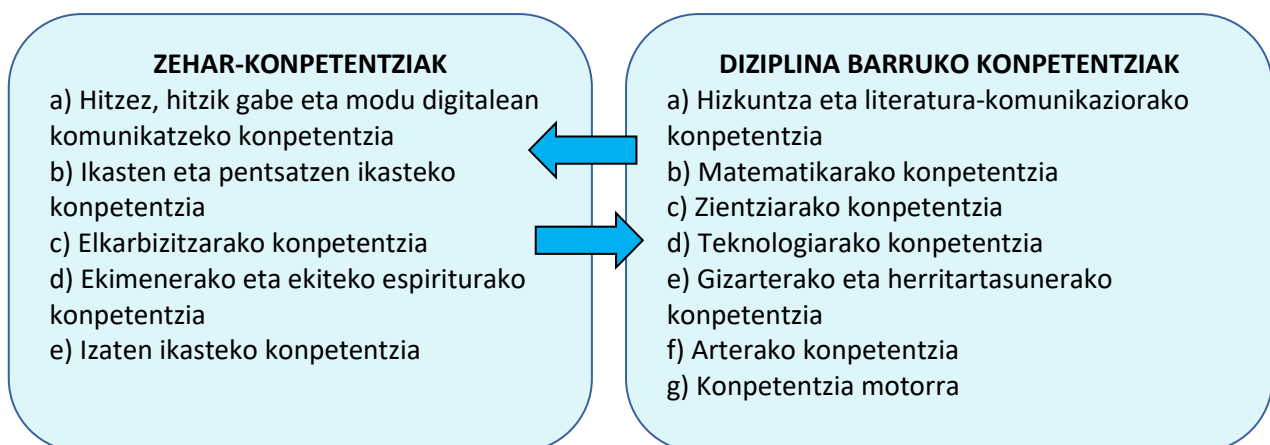 ZEHAR-KONPETENTZIAK
a) Hitzez, hitzik gabe eta modu digitalean
komunikatzeko konpetentzia
b) Ikasten eta pentsatzen ikasteko
konpetentzia
c) Elkarbizitzarako konpetentzia
d) Ekimenerako eta ekiteko espiriturako
konpetentzia
e) Izaten ikasteko konpetentzia
DIZIPLINA BARRUKO KONPETENTZIAK
a) Hizkuntza eta literatura-komunikaziorako
konpetentzia
b) Matematikarako konpetentzia
c) Zientziarako konpetentzia
d) Teknologiarako konpetentzia
e) Gizarterako eta herritartasunerako
konpetentzia
f) Arterako konpetentzia
g) Konpetentzia motorra